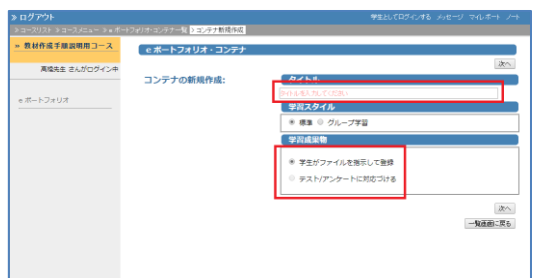 » ログアウト
学生としてログインする メッセージ マイレポート ノート
» コースリスト » コースメニュー » eポートフォリオ・コンテナ一覧 » コンテナ新規作成
» 教材作成手順説明用コース
高橋先生 さんがログイン中
eポートフォリオ
eポートフォリオ・コンテナ
次へ
コンテナの新規作成:
タイトル
タイトルを入力してください
学習スタイル
標準 グループ学習
学習成果物
学生がファイルを指示して登録
テスト/アンケートに対応づける
次へ
一覧画面に戻る